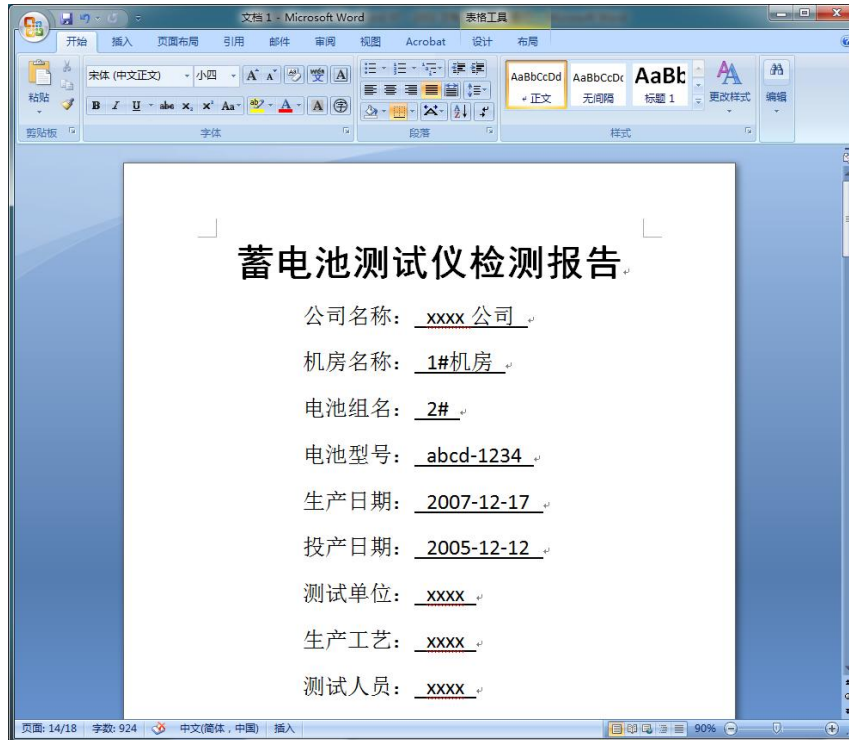 文档 1 - Microsoft Word
表格工具
开始 插入 页面布局 引用 邮件 审阅 视图 Acrobat 设计 布局
宋体 (中文正文) 小四
粘贴
AaBbCcDd AaBbCcDc AaBb
正文 无间隔 标题 1
更改样式 编辑
剪贴板 字体 段落 样式
蓄电池测试仪检测报告
公司名称: xxxx 公司
机房名称: 1#机房
电池组名: 2#
电池型号: abcd-1234
生产日期: 2007-12-17
投产日期: 2005-12-12
测试单位: xxxx
生产工艺: xxxx
测试人员: xxxx
页面: 14/18 字数: 924 中文(简体,中国) 插入 90%